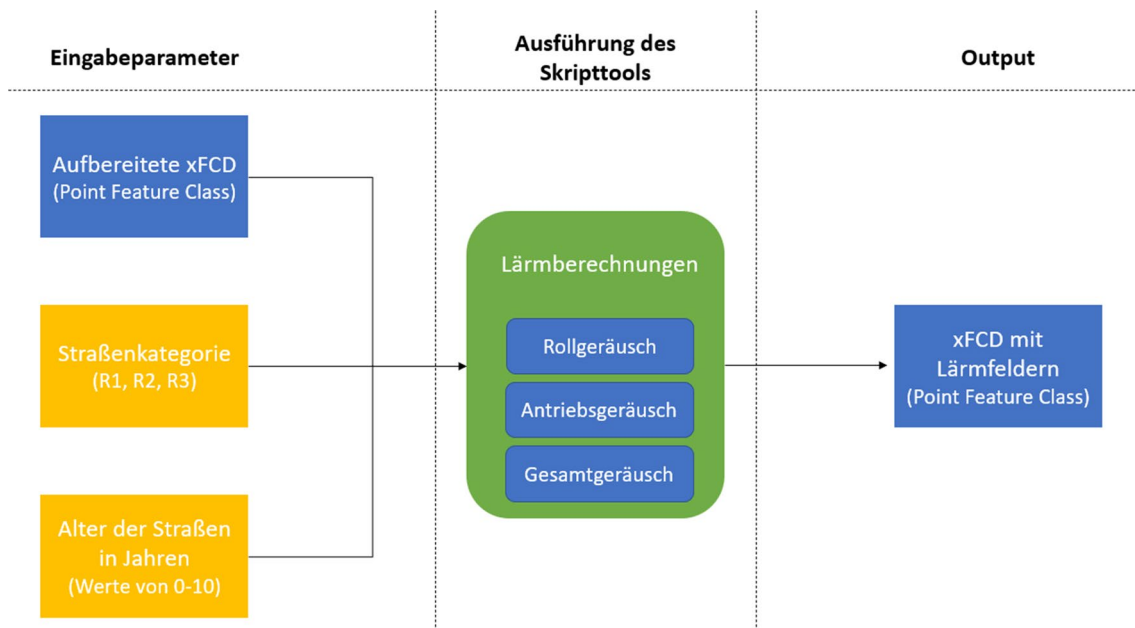 Eingabeparameter
Ausführung des
Skripttools
Output
Aufbereitete xFCD
(Point Feature Class)
Straßenkategorie
(R1, R2, R3)
Alter der Straßen
in Jahren
(Werte von 0-10)
Lärmberechnungen
Rollgeräusch
Antriebsgeräusch
Gesamtgeräusch
xFCD mit
Lärmfeldern
(Point Feature Class)